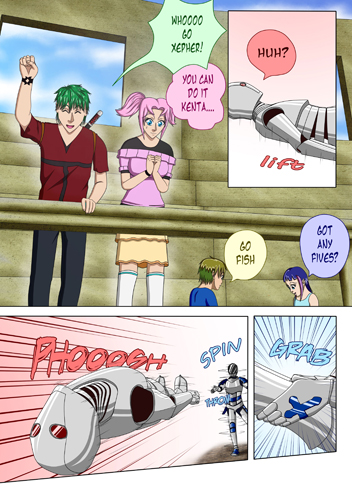 WHOOOO
GO
XEPHER!
YOU CAN
DO IT
KENTA....
HUH?
lift
GO
FISH
GOT
ANY
FIVES?
PHOOOSH
SPIN
THROW
GRAB